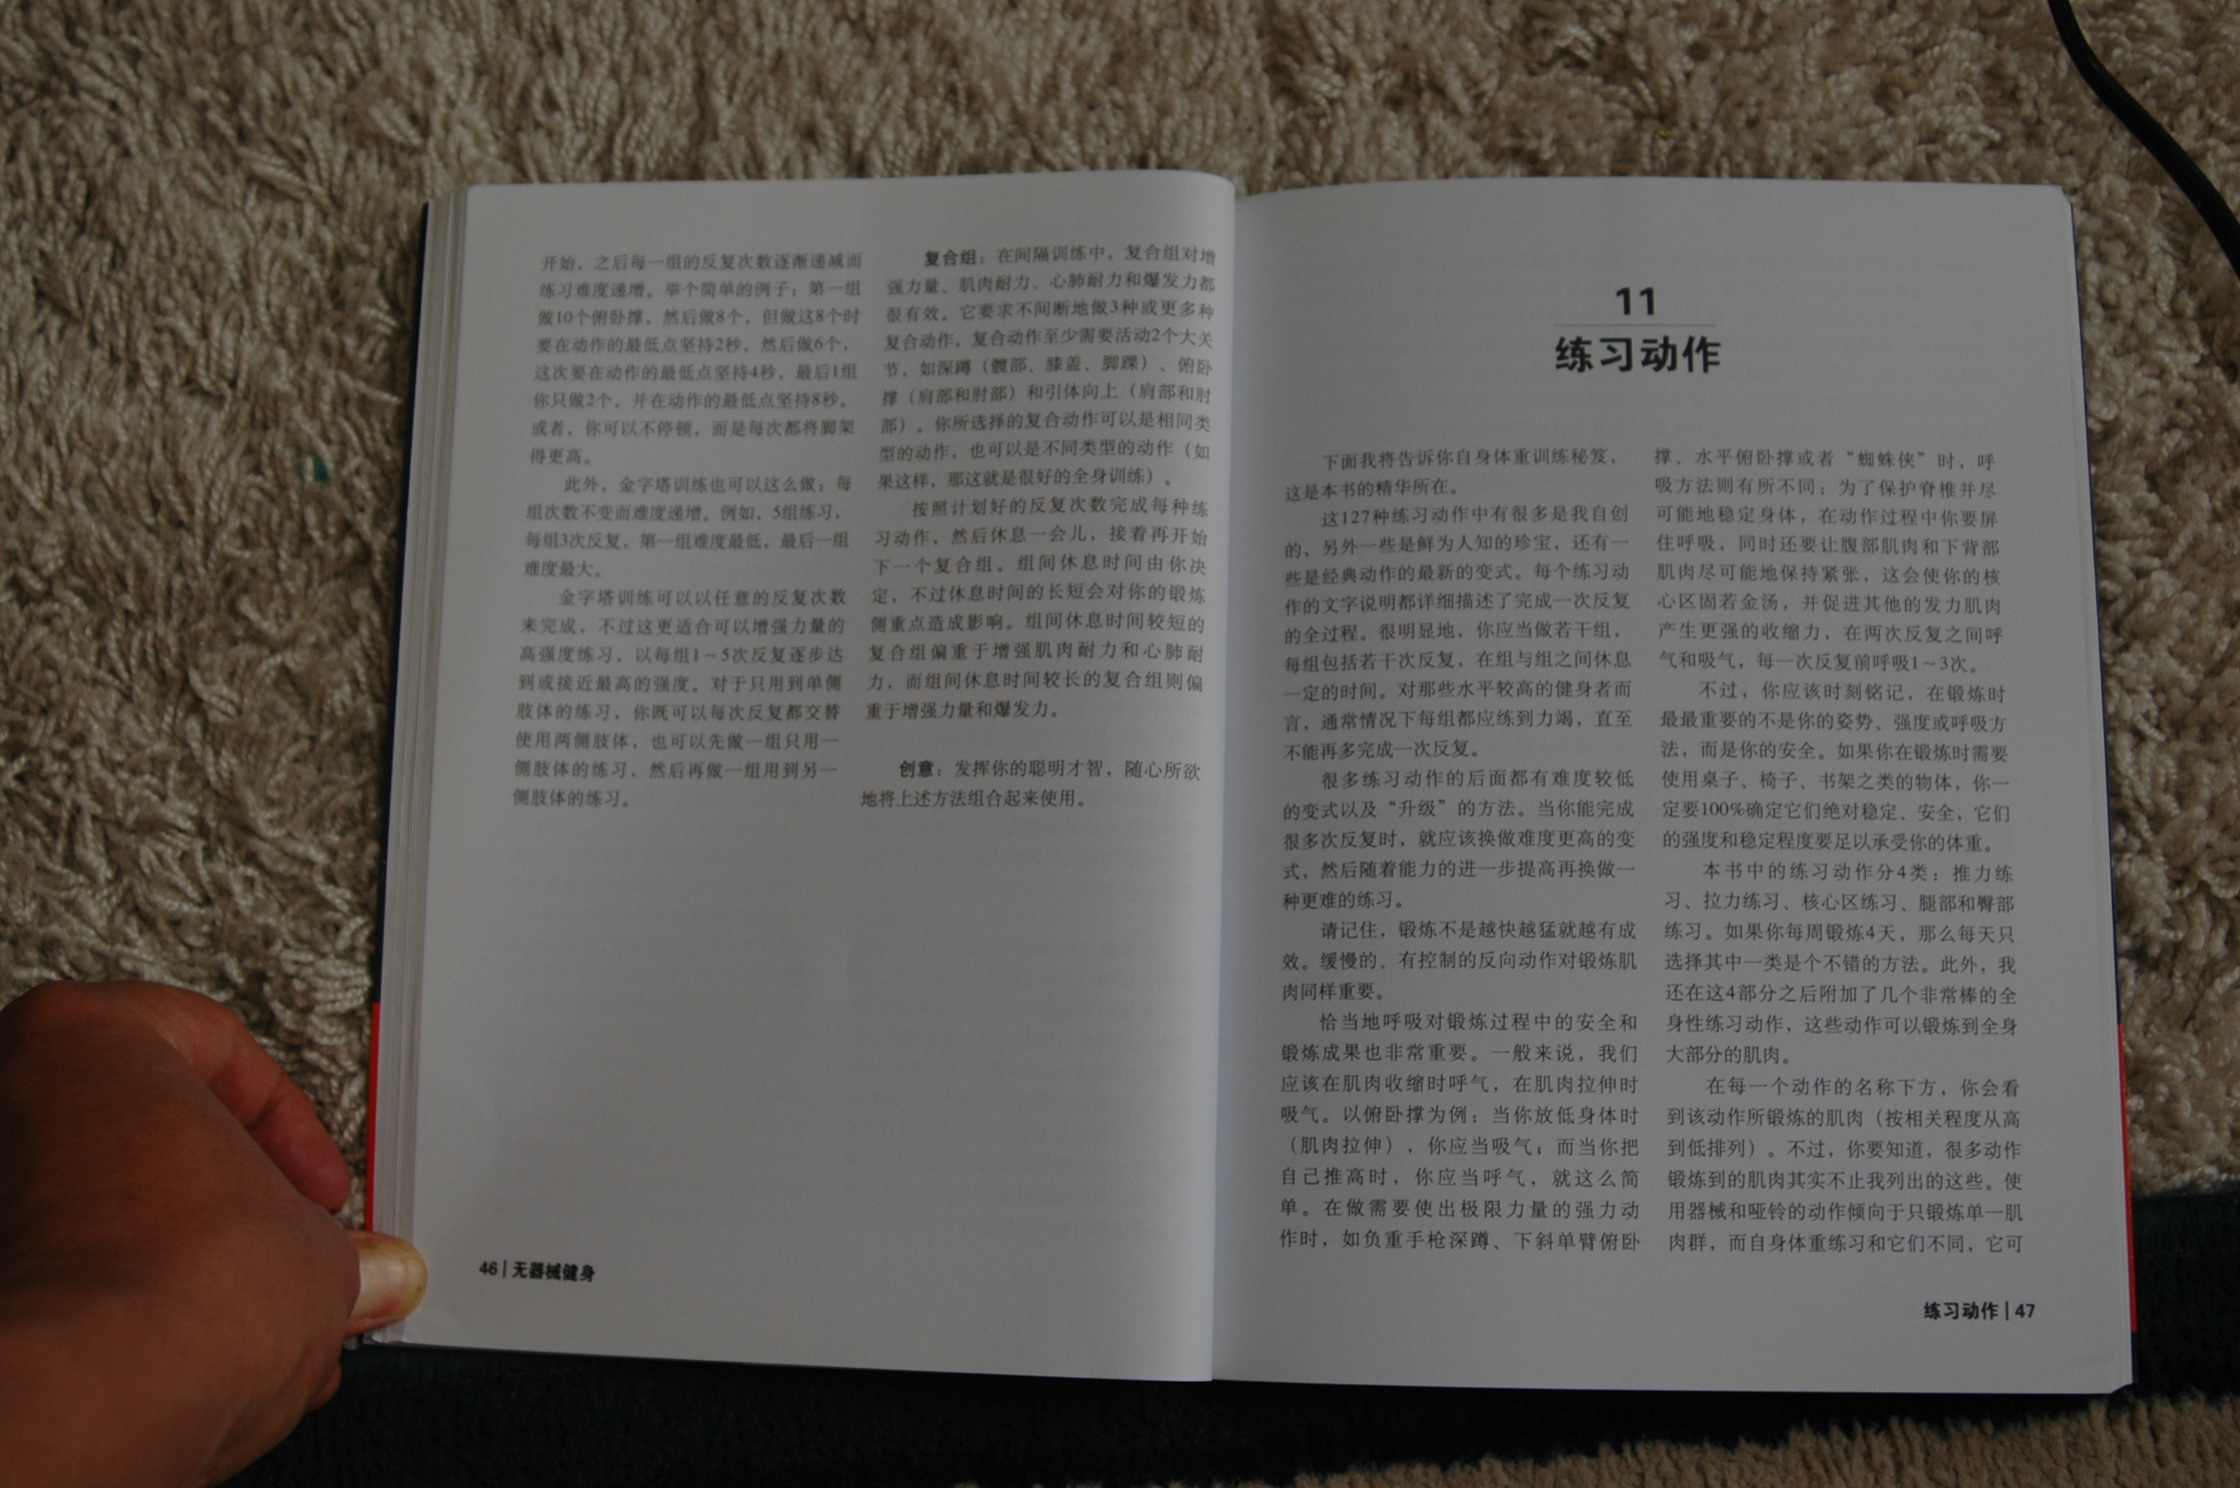 开始，之后每一组的反复次数逐渐递减而
练习难度递增。举个简单的例子：第一组
做10个俯卧撑，然后做8个，但做这8个时
要在动作的最低点坚持2秒，然后做6个，
这次要在动作的最低点坚持4秒，最后1组
你只做2个，并在动作的最低点坚持8秒。
或者，你可以不停顿，而是每次都将脚架
得更高。
此外，金字塔训练也可以这么做：每
组次数不变而难度递增。例如，5组练习，
每组3次反复，第一组难度最低，最后一组
难度最大。
金字塔训练可以以任意的反复次数
来完成，不过这更适合可以增强力量的
高强度练习，以每组1～5次反复逐步达
到或接近最高的强度。对于只用到单侧
肢体的练习，你既可以每次反复都交替
使用两侧肢体，也可以先做一组只用一
侧肢体的练习，然后再做一组用到另一
侧肢体的练习。
复合组：在间隔训练中，复合组对增
强力量、肌肉耐力、心肺耐力和爆发力都
很有效。它要求不间断地做3种或更多种
复合动作，复合动作至少需要活动2个大关
节，如深蹲（髋部、膝盖、脚踝）、俯卧
撑（肩部和肘部）和引体向上（肩部和肘
部）。你所选择的复合动作可以是相同类
型的动作，也可以是不同类型的动作（如
果这样，那这就是很好的全身训练）。
按照计划好的反复次数完成每种练
习动作，然后休息一会儿，接着再开始
下一个复合组。组间休息时间由你决
定，不过休息时间的长短会对你的锻炼
侧重点造成影响。组间休息时间较短的
复合组偏重于增强肌肉耐力和心肺耐
力，而组间休息时间较长的复合组则偏
重于增强力量和爆发力。
创意：发挥你的聪明才智，随心所欲
地将上述方法组合起来使用。
46 | 无器械健身
11
练习动作
下面我将告诉你自身体重训练秘笈，
这是本书的精华所在。
这127种练习动作中有很多是我自创
的，另外一些是鲜为人知的珍宝，还有一
些是经典动作的最新的变式。每个练习动
作的文字说明都详细描述了完成一次反复
的全过程。很明显地，你应当做若干组，
每组包括若干次反复，在组与组之间休息
一定的时间。对那些水平较高的健身者而
言，通常情况下每组都应练到力竭，直至
不能再多完成一次反复。
很多练习动作的后面都有难度较低
的变式以及“升级”的方法。当你能完成
很多次反复时，就应该换做难度更高的变
式，然后随着能力的进一步提高再换做一
种更难的练习。
请记住，锻炼不是越快越猛就越有成
效。缓慢的、有控制的反向动作对锻炼肌
肉同样重要。
恰当地呼吸对锻炼过程中的安全和
锻炼成果也非常重要。一般来说，我们
应该在肌肉收缩时呼气，在肌肉拉伸时
吸气。以俯卧撑为例：当你放低身体时
（肌肉拉伸），你应当吸气；而当你把
自己推高时，你应当呼气，就这么简
单。在做需要使出极限力量的强力动
作时，如负重手枪深蹲、下斜单臂俯卧
撑、水平俯卧撑或者“蜘蛛侠”时，呼
吸方法则有所不同：为了保护脊椎并尽
可能地稳定身体，在动作过程中你要屏
住呼吸，同时还要让腹部肌肉和下背部
肌肉尽可能地保持紧张，这会使你的核
心区固若金汤，并促进其他的发力肌肉
产生更强的收缩力，在两次反复之间呼
气和吸气，每一次反复前呼吸1～3次。
不过，你应该时刻铭记，在锻炼时
最最重要的不是你的姿势、强度或呼吸方
法，而是你的安全。如果你在锻炼时需要
使用桌子、椅子、书架之类的物体，你一
定要100%确定它们绝对稳定、安全，它们
的强度和稳定程度要足以承受你的体重。
本书中的练习动作分4类：推力练
习、拉力练习、核心区练习、腿部和臀部
练习。如果你每周锻炼4天，那么每天只
选择其中一类是个不错的方法。此外，我
还在这4部分之后附加了几个非常棒的全
身性练习动作，这些动作可以锻炼到全身
大部分的肌肉。
在每一个动作的名称下方，你会看
到该动作所锻炼的肌肉（按相关程度从高
到低排列）。不过，你要知道，很多动作
锻炼到的肌肉其实不止我列出的这些。使
用器械和哑铃的动作倾向于只锻炼单一肌
肉群，而自身体重练习和它们不同，它可
练习动作 | 47